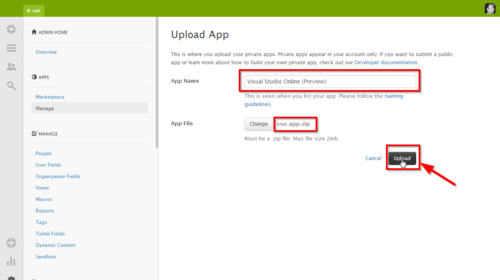 + Add
ADMIN HOME
Overview
APPS
Marketplace
Manage
MANAGE
People
User Fields
Organization Fields
Views
Macros
Reports
Tags
Ticket Fields
Dynamic Content
Sandbox
Upload App
This is where you upload your private apps. Private apps appear in your account only. If you want to submit a public
app or learn more about how to build your own private app, check out our Developer documentation.
App Name
Visual Studio Online (Preview)
This is seen when you list your app. Please follow the naming
guidelines.
App File
Change
vso.app.zip
Must be a .zip file. Max file size 2mb.
Cancel
Upload